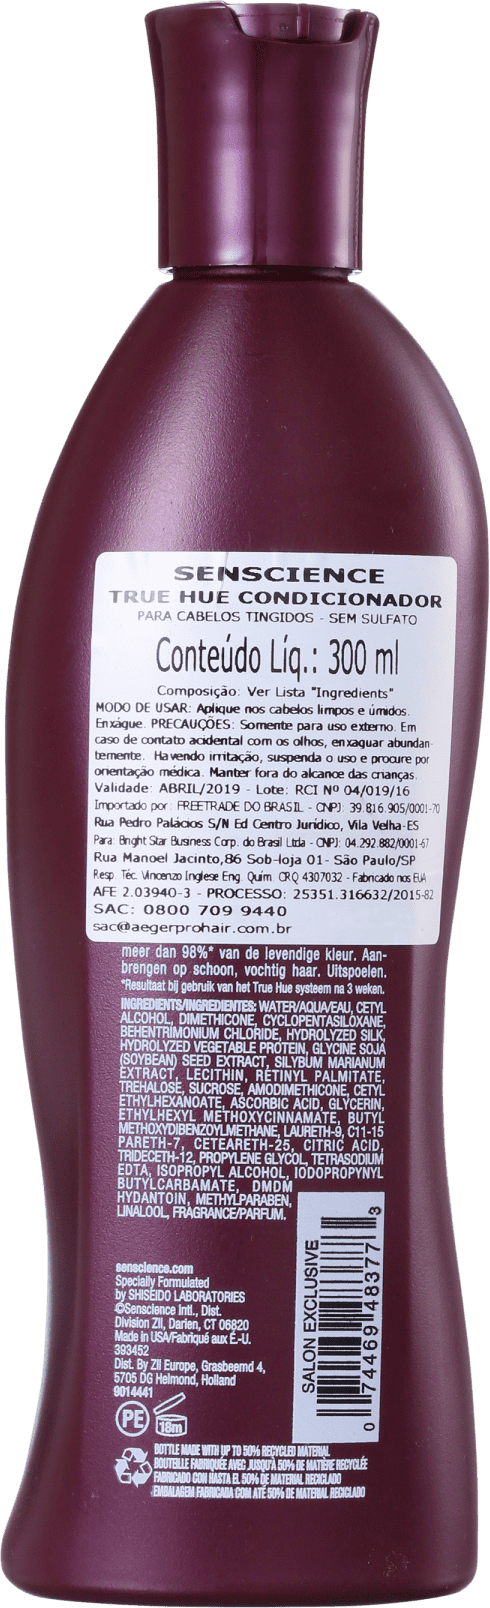 SENSCIENCE
TRUE HUE CONDICIONADOR
PARA CABELOS TINGIDOS - SEM SULFATO
Conteúdo Líq.: 300 ml
Composição: Ver Lista "Ingredients"
MODO DE USAR: Aplique nos cabelos limpos e úmidos.
Enxágue. PRECAUÇÕES: Somente para uso externo. Em
caso de contato acidental com os olhos, enxaguar abundan-
temente. Havendo irritação, suspenda o uso e procure por
orientação médica. Manter fora do alcance das crianças.
Validade: ABRIL/2019 - Lote: RCI Nº 04/019/16
Importado por: FREETRADE DO BRASIL - CNPJ: 39.816.905/0001-70
Rua Pedro Palácios S/N Ed Centro Jurídico, Vila Velha-ES
Para: Bright Star Business Corp. do Brasil Ltda - CNPJ: 04.292.882/0001-67
Rua Manoel Jacinto,86 Sob-loja 01- São Paulo/SP
Resp. Téc. Vincenzo Inglese Eng. Quim. CRQ 4307032 - Fabricado nos EUA
AFE 2.03940-3 - PROCESSO: 25351.316632/2015-82
SAC: 0800 709 9440
sac@aegerprohair.com.br
meer dan 98%* van de levendige kleur. Aan-
brengen op schoon, vochtig haar. Uitspoelen.
*Resultaat bij gebruik van het True Hue systeem na 3 weken.
INGREDIENTS/INGREDIENTES: WATER/AQUA/EAU, CETYL
ALCOHOL, DIMETHICONE, CYCLOPENTASILOXANE,
BEHENTRIMONIUM CHLORIDE, HYDROLYZED SILK,
HYDROLYZED VEGETABLE PROTEIN, GLYCINE SOJA
(SOYBEAN) SEED EXTRACT, SILYBUM MARIANUM
EXTRACT, LECITHIN, RETINYL PALMITATE,
TREHALOSE, SUCROSE, AMODIMETHICONE, CETYL
ETHYLHEXANOATE, ASCORBIC ACID, GLYCERIN,
ETHYLHEXYL METHOXYCINNAMATE, BUTYL
METHOXYDIBENZOYLMETHANE, LAURETH-9, C11-15
PARETH-7, CETEARETH-25, CITRIC ACID,
TRIDECETH-12, PROPYLENE GLYCOL, TETRASODIUM
EDTA, ISOPROPYL ALCOHOL, IODOPROPYNYL
BUTYLCARBAMATE, DMDM
HYDANTOIN, METHYLPARABEN,
LINALOOL, FRAGRANCE/PARFUM.
senscience.com
Specially Formulated
by SHISEIDO LABORATORIES
©Senscience Intl., Dist.
Division ZII, Darien, CT 06820
Made in USA/Fabriqué aux É.-U.
393452
Dist. By ZII Europe, Grasbeemd 4,
5705 DG Helmond, Holland
9014441
PE
18m
SALON EXCLUSIVE
0 74469 48377 3
BOTTLE MADE WITH UP TO 50% RECYCLED MATERIAL
BOUTEILLE FABRIQUÉE AVEC JUSQU'À 50% DE MATIÈRE RECYCLÉE
FABRICADO CON HASTA EL 50% DE MATERIAL RECICLADO
EMBALAGEM FABRICADA COM ATÉ 50% DE MATERIAL RECICLADO